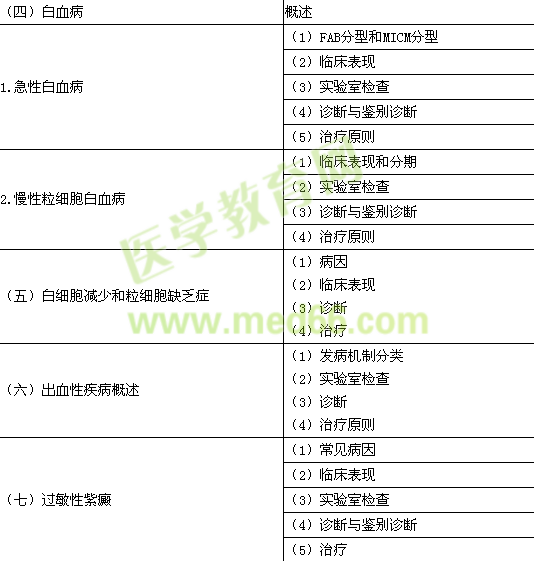 （四）白血病
概述
1.急性白血病
（1）FAB分型和MICM分型
（2）临床表现
（3）实验室检查
（4）诊断与鉴别诊断
（5）治疗原则
2.慢性粒细胞白血病
（1）临床表现和分期
（2）实验室检查
（3）诊断与鉴别诊断
（4）治疗原则
（五）白细胞减少和粒细胞缺乏症
（1）病因
（2）临床表现
（3）诊断
（4）治疗
（六）出血性疾病概述
（1）发病机制分类
（2）实验室检查
（3）诊断
（4）治疗原则
（七）过敏性紫癜
（1）常见病因
（2）临床表现
（3）实验室检查
（4）诊断与鉴别诊断
（5）治疗
医学教育网
www.med66.com